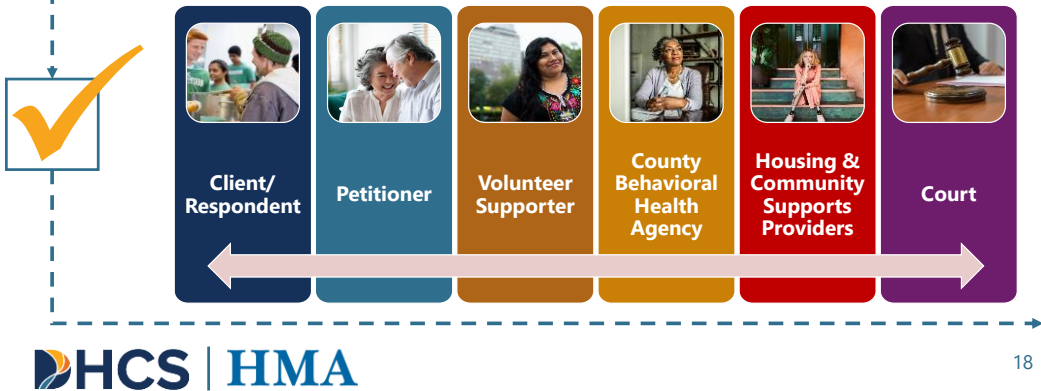 Client/
Respondent
Petitioner
Volunteer
Supporter
County
Behavioral
Health
Agency
Housing &
Community
Supports
Providers
Court
DHCS | HMA
18